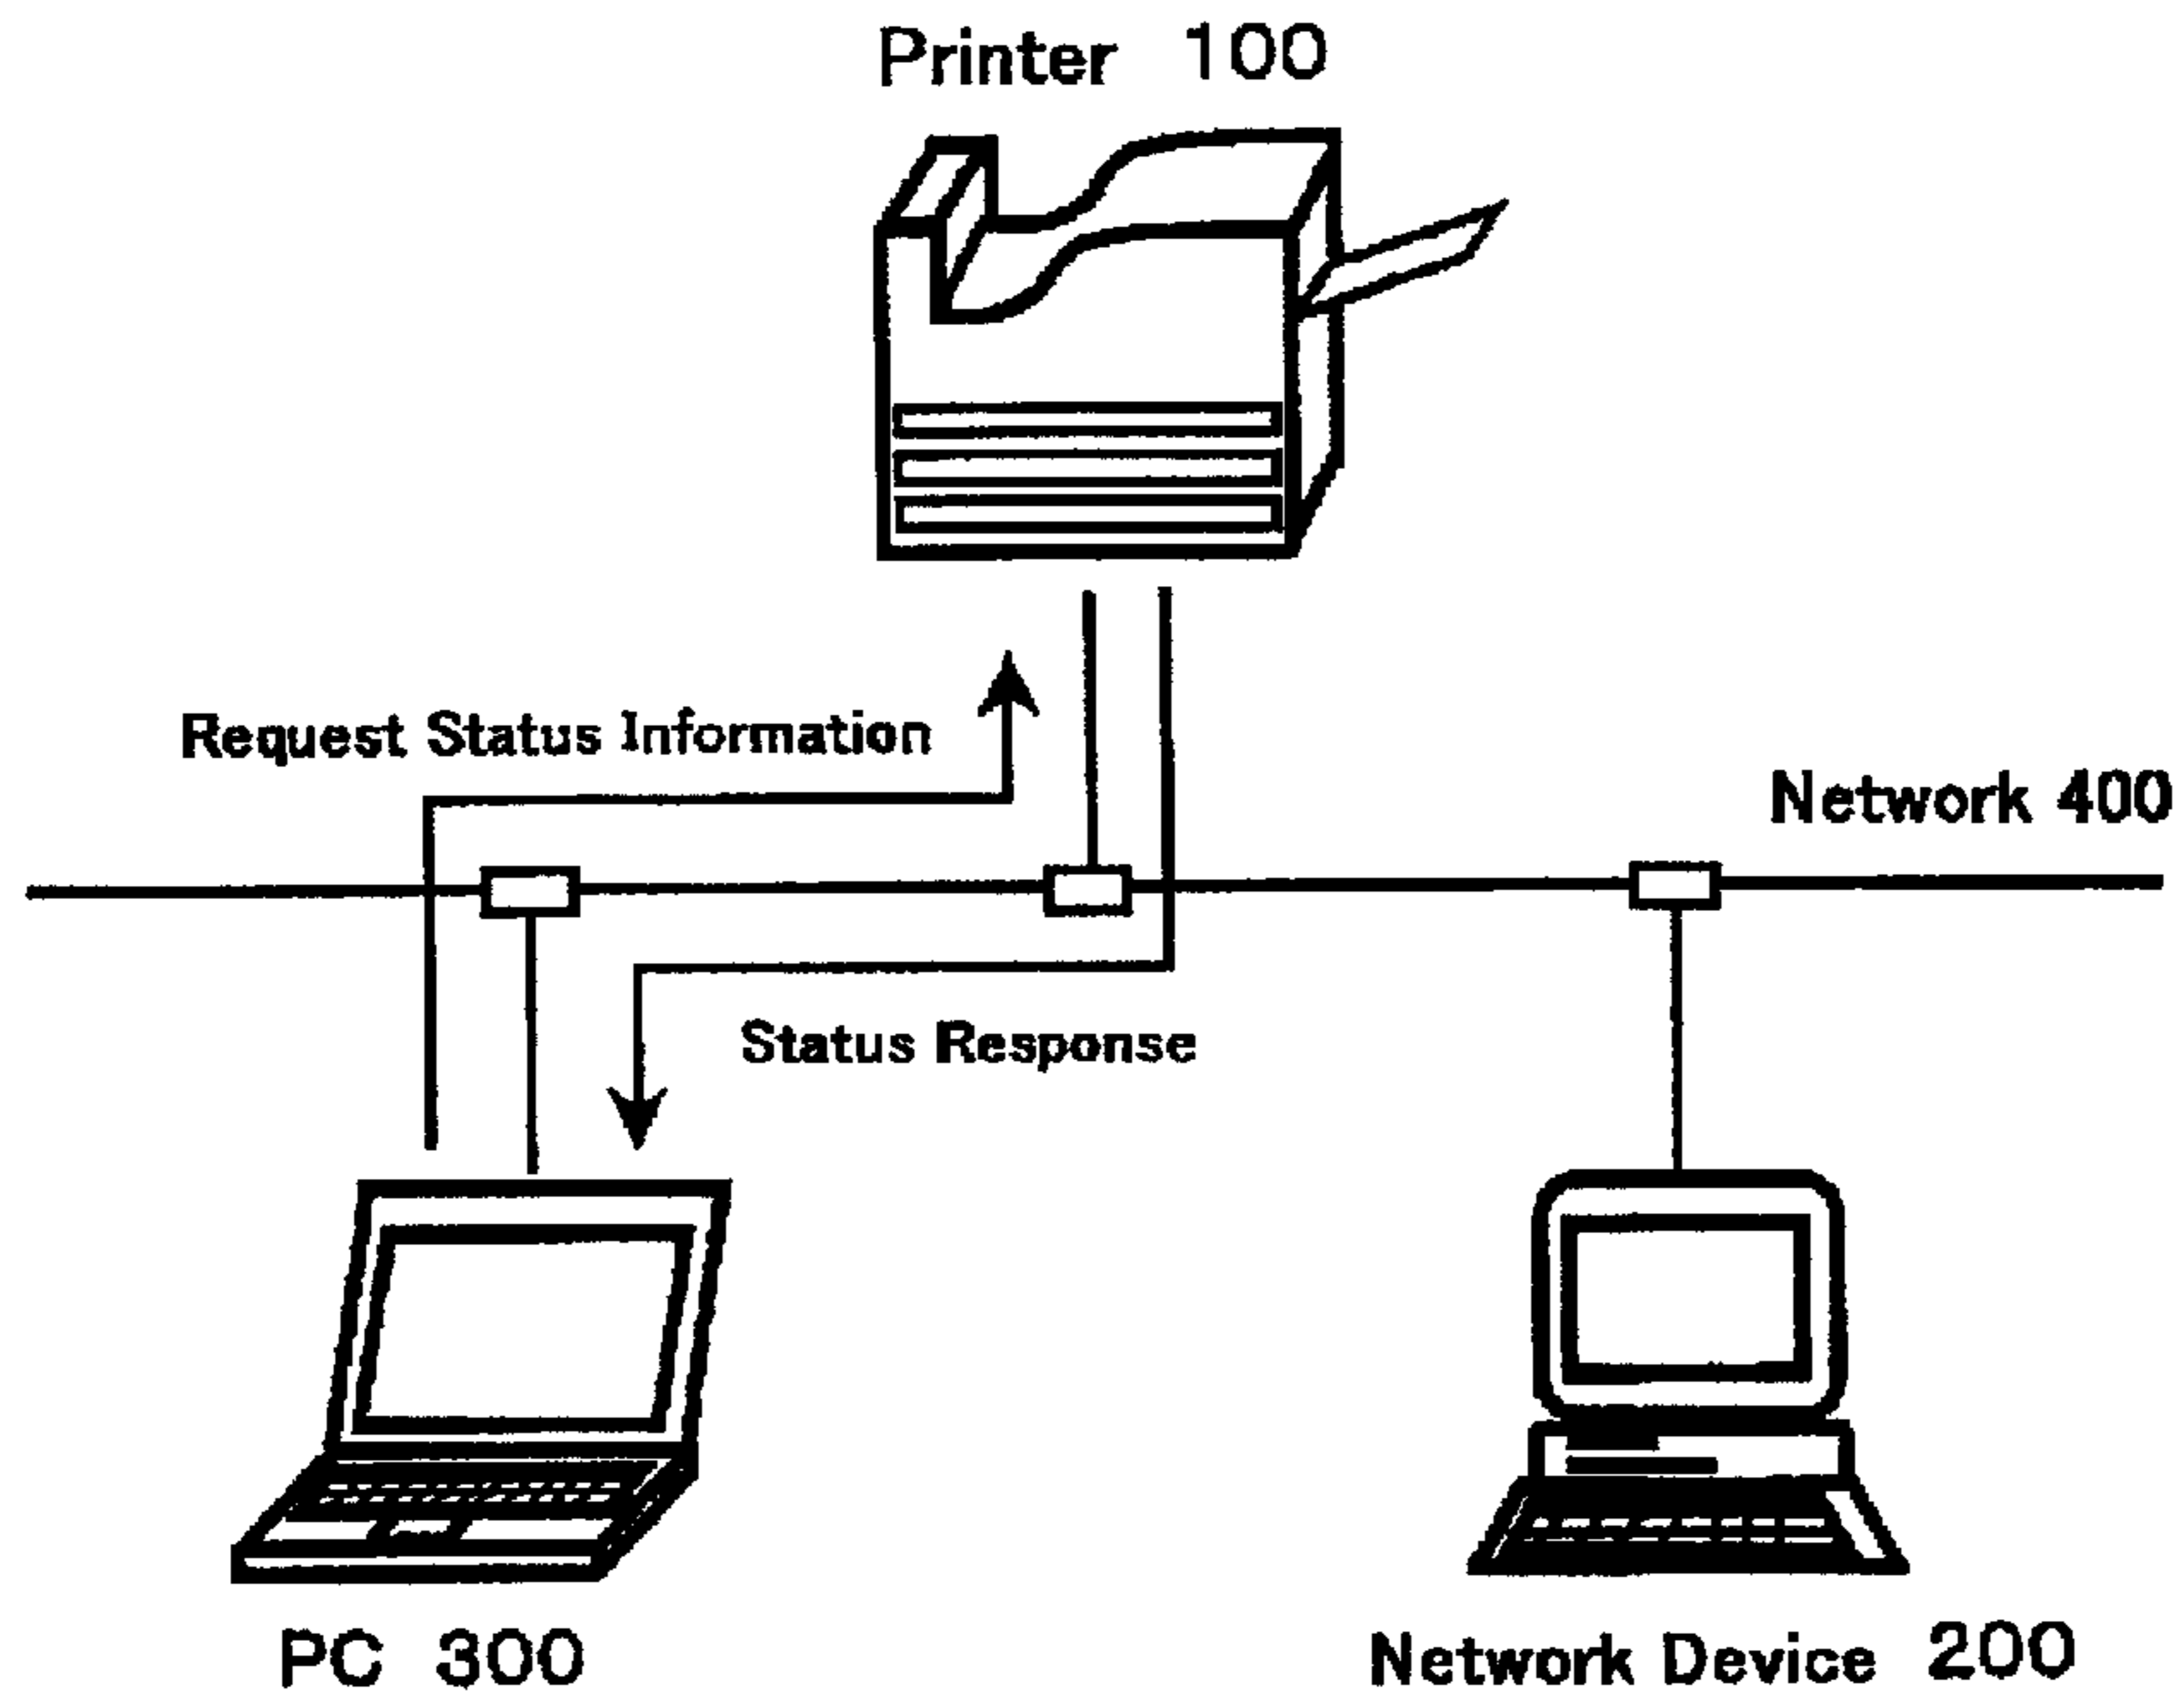 Printer 100
Request Status Information
Network 400
Status Response
PC 300
Network Device 200